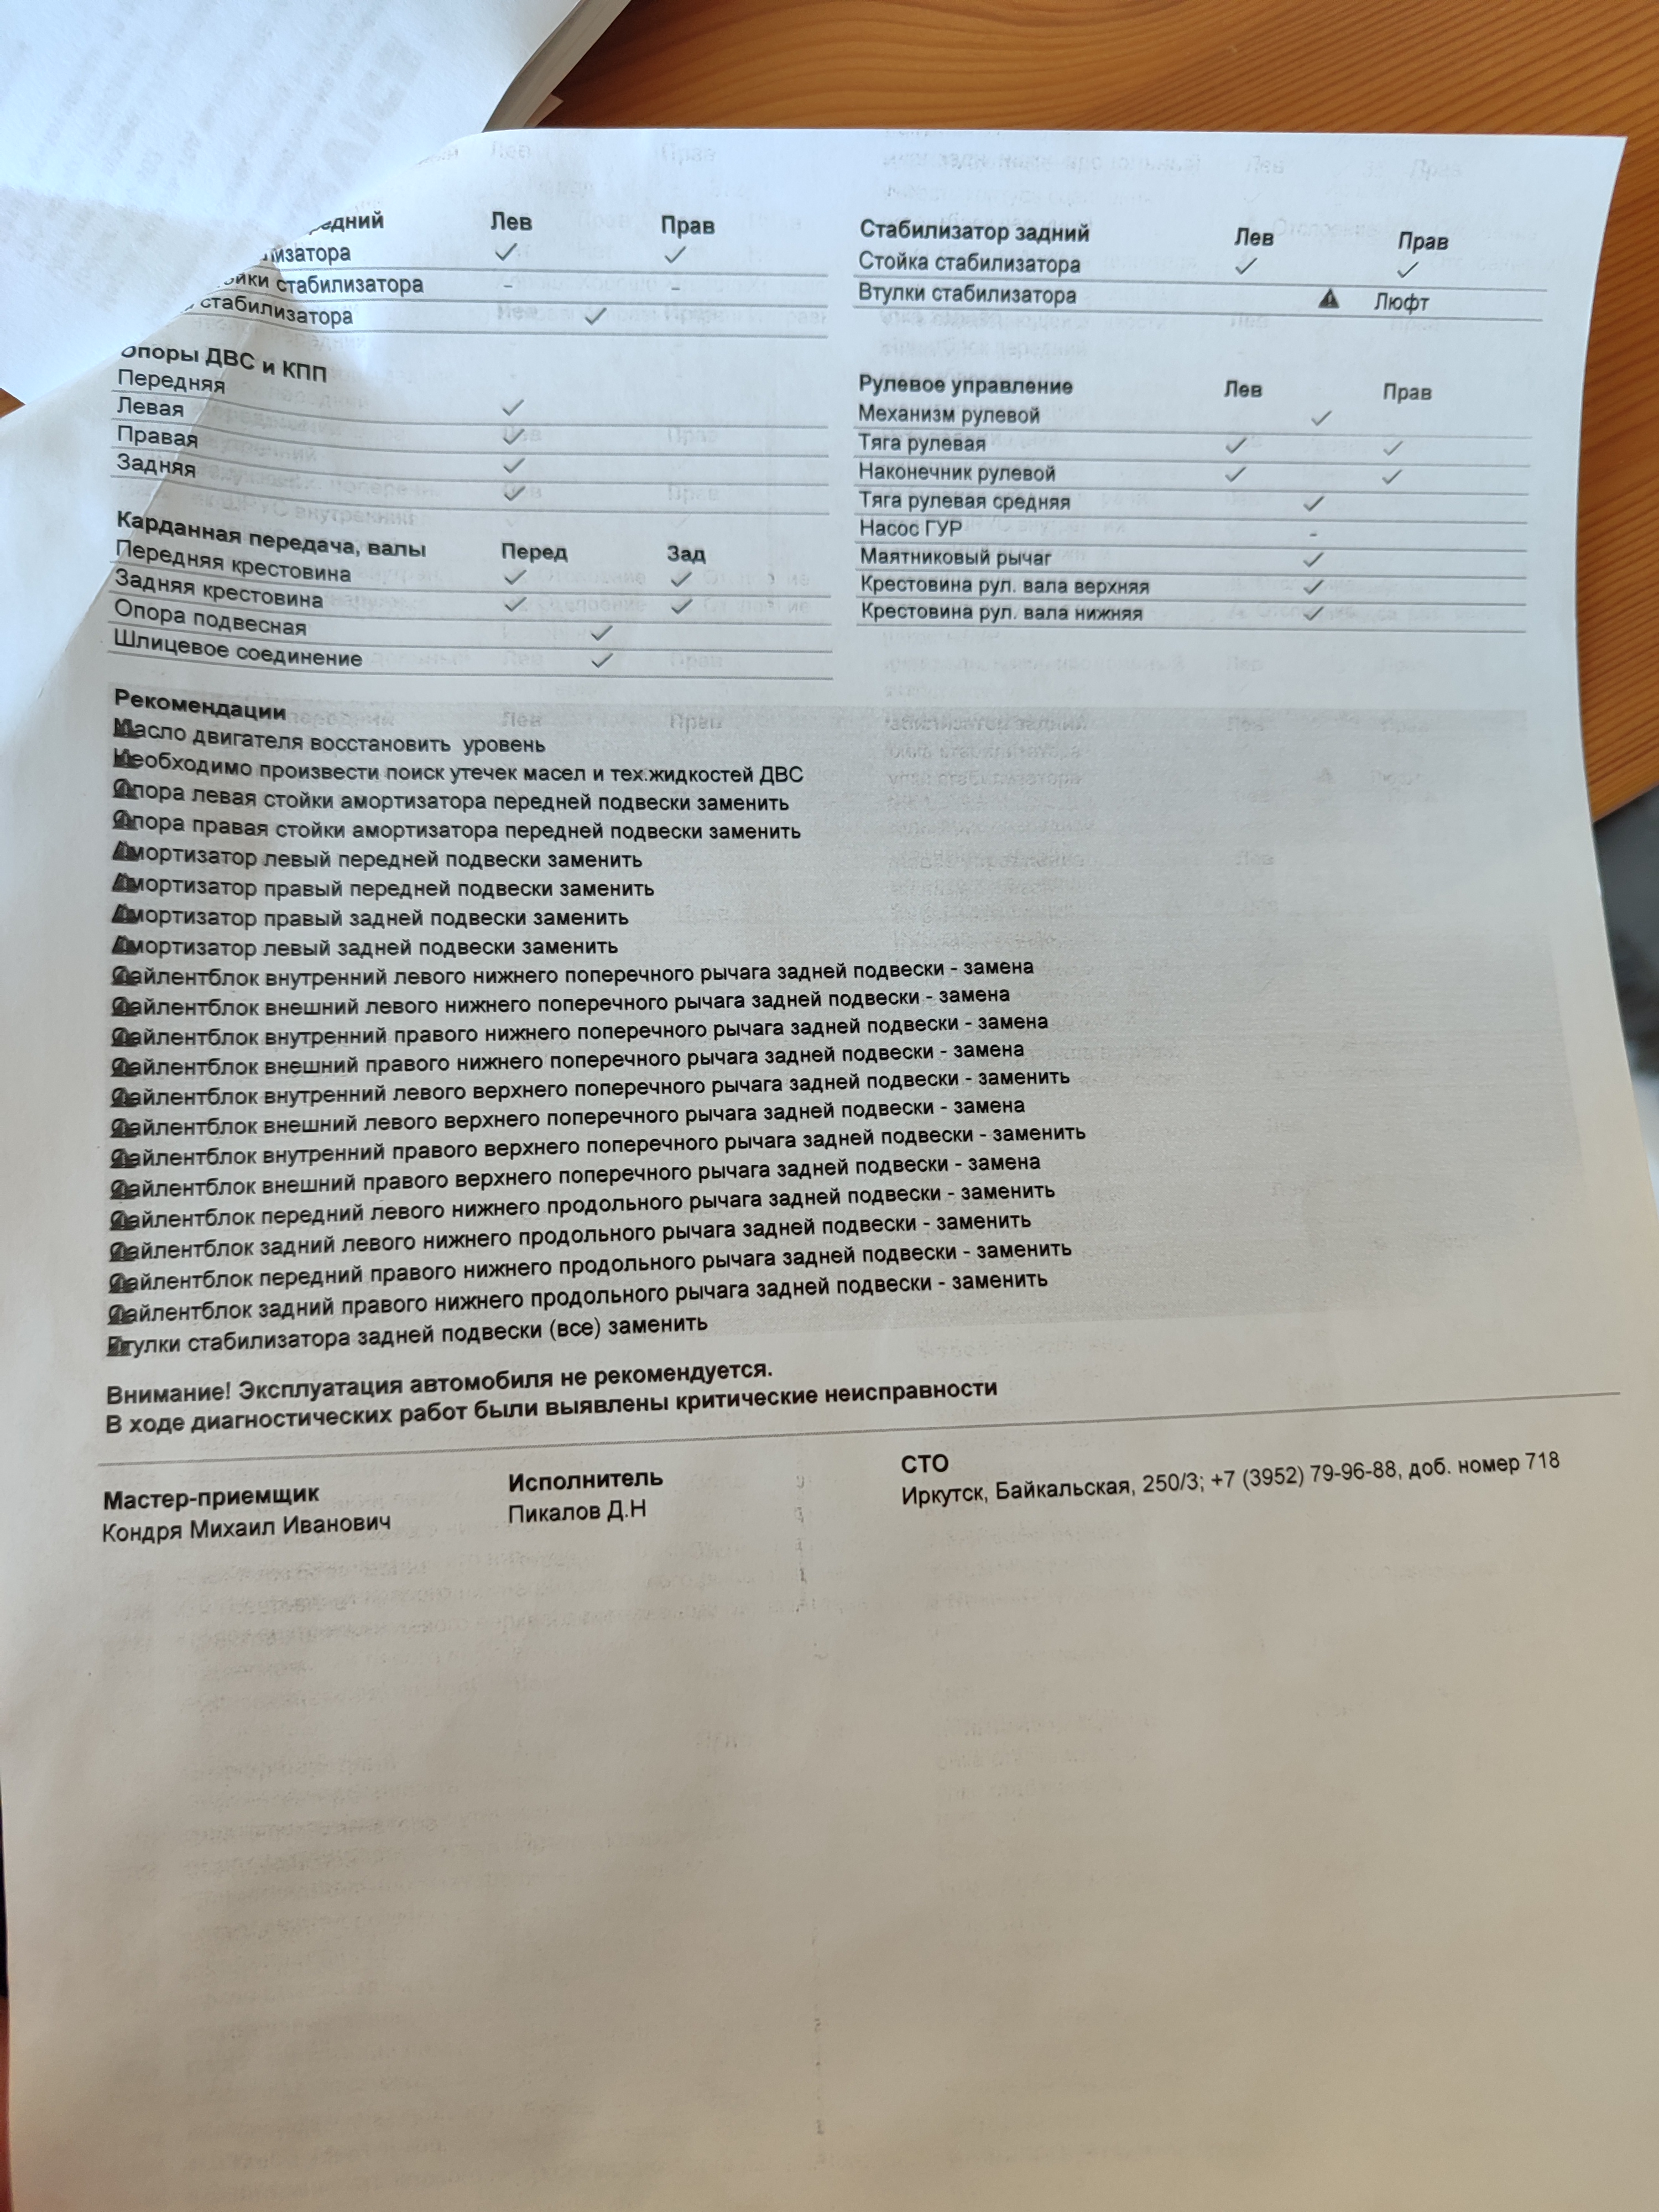 Лев Прав
стабилизатора
стабилизатора
Опоры ДВС и КПП
Передняя
Левая
Правая
Задняя
Карданная передача, валы Перед Зад
Передняя крестовина
Задняя крестовина
Опора подвесная
Шлицевое соединение
Стабилизатор задний Лев Прав
Стойка стабилизатора
Втулки стабилизатора Люфт
Рулевое управление Лев Прав
Механизм рулевой
Тяга рулевая
Наконечник рулевой
Тяга рулевая средняя
Насос ГУР -
Маятниковый рычаг
Крестовина рул. вала верхняя
Крестовина рул. вала нижняя
Рекомендации
Масло двигателя восстановить уровень
Необходимо произвести поиск утечек масел и тех.жидкостей ДВС
Опора левая стойки амортизатора передней подвески заменить
Опора правая стойки амортизатора передней подвески заменить
Амортизатор левый передней подвески заменить
Амортизатор правый передней подвески заменить
Амортизатор правый задней подвески заменить
Амортизатор левый задней подвески заменить
Сайлентблок внутренний левого нижнего поперечного рычага задней подвески - замена
Сайлентблок внешний левого нижнего поперечного рычага задней подвески - замена
Сайлентблок внутренний правого нижнего поперечного рычага задней подвески - замена
Сайлентблок внешний правого нижнего поперечного рычага задней подвески - замена
Сайлентблок внутренний левого верхнего поперечного рычага задней подвески - заменить
Сайлентблок внешний левого верхнего поперечного рычага задней подвески - замена
Сайлентблок внутренний правого верхнего поперечного рычага задней подвески - заменить
Сайлентблок внешний правого верхнего поперечного рычага задней подвески - замена
Сайлентблок передний левого нижнего продольного рычага задней подвески - заменить
Сайлентблок задний левого нижнего продольного рычага задней подвески - заменить
Сайлентблок передний правого нижнего продольного рычага задней подвески - заменить
Сайлентблок задний правого нижнего продольного рычага задней подвески - заменить
Втулки стабилизатора задней подвески (все) заменить
Внимание! Эксплуатация автомобиля не рекомендуется.
В ходе диагностических работ были выявлены критические неисправности
Мастер-приемщик
Кондря Михаил Иванович
Исполнитель
Пикалов Д.Н
СТО
Иркутск, Байкальская, 250/3; +7 (3952) 79-96-88, доб. номер 718